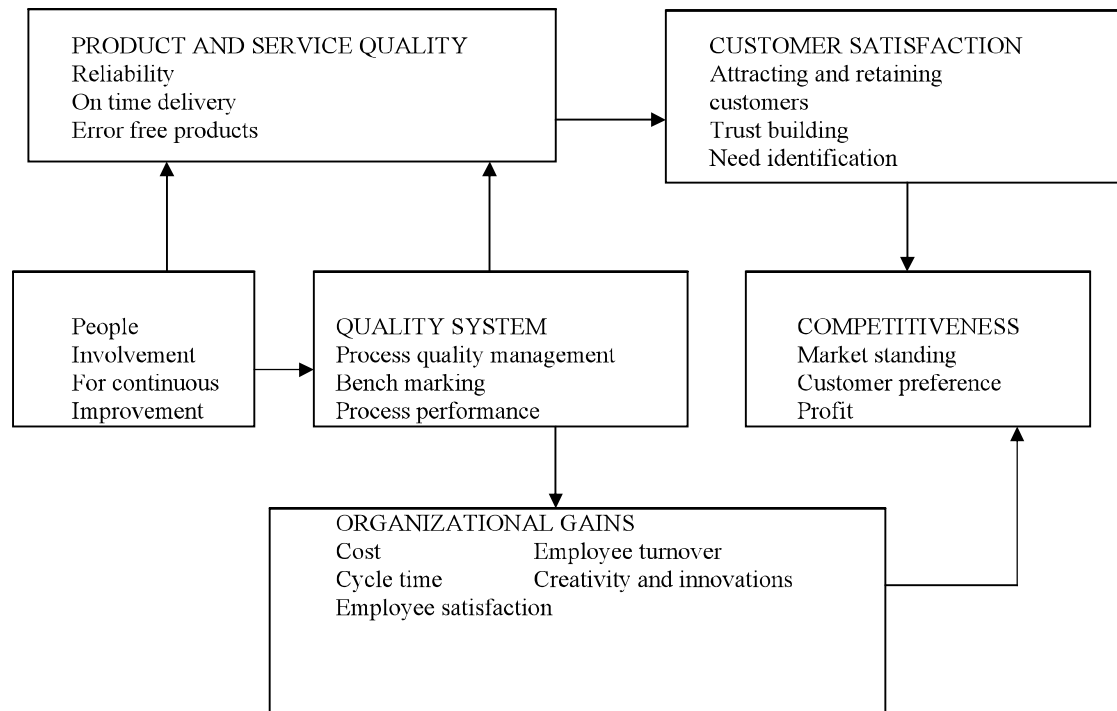 PRODUCT AND SERVICE QUALITY
Reliability
On time delivery
Error free products
CUSTOMER SATISFACTION
Attracting and retaining
customers
Trust building
Need identification
People
Involvement
For continuous
Improvement
QUALITY SYSTEM
Process quality management
Bench marking
Process performance
COMPETITIVENESS
Market standing
Customer preference
Profit
ORGANIZATIONAL GAINS
Cost Employee turnover
Cycle time Creativity and innovations
Employee satisfaction